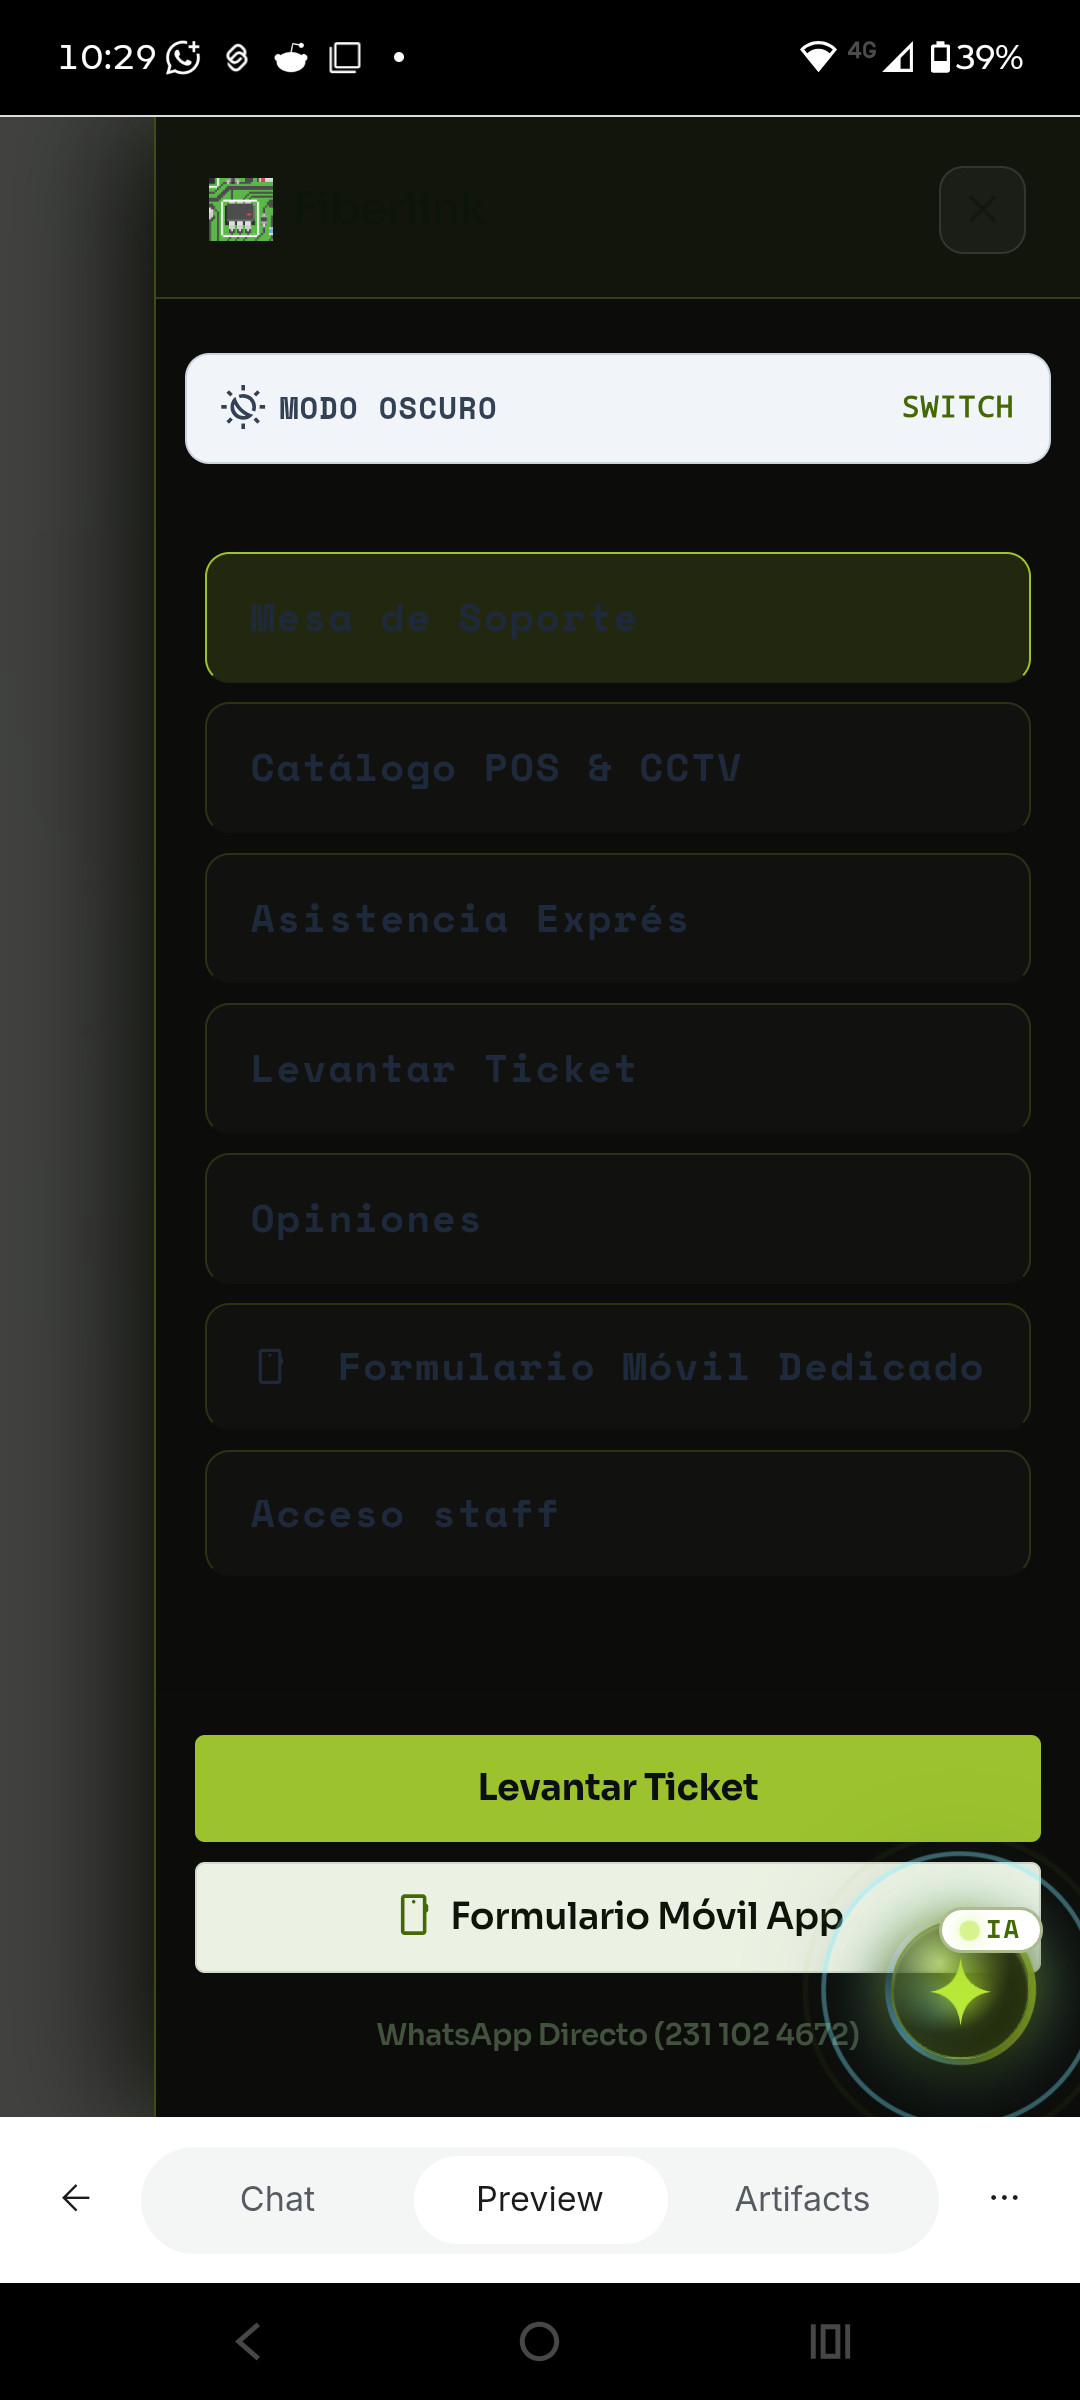 10:29
4G
39%
Fiberlink
MODO OSCURO
SWITCH
Mesa de Soporte
Catálogo POS & CCTV
Asistencia Exprés
Levantar Ticket
Opiniones
Formulario Móvil Dedicado
Acceso staff
Levantar Ticket
Formulario Móvil App
IA
WhatsApp Directo (231 102 4672)
Chat
Preview
Artifacts